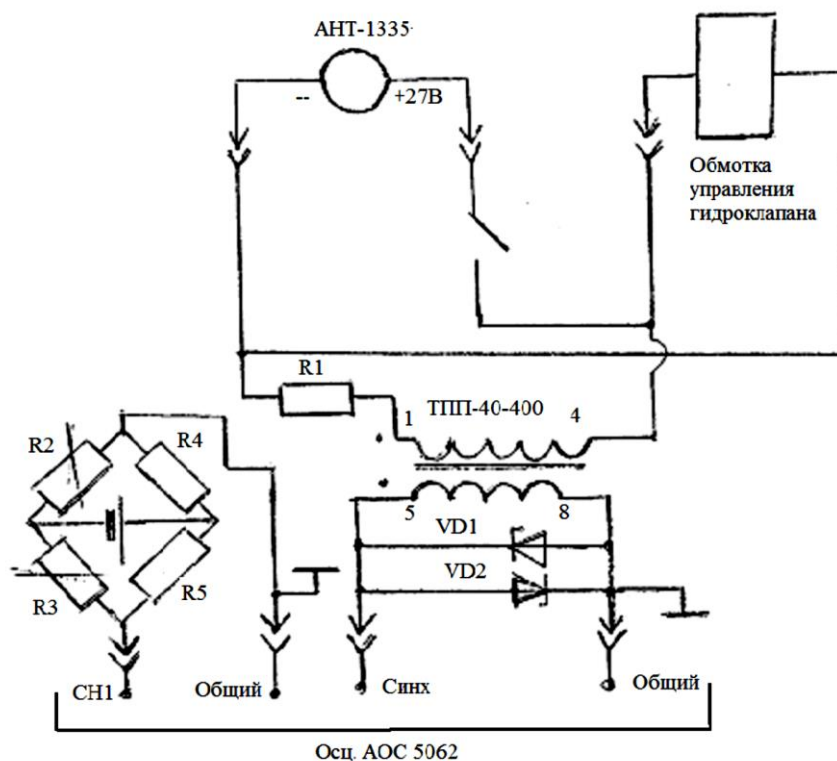 АНТ-1335
-- +27В
Обмотка
управления
гидроклапана
R1
ТПП-40-400
1 4
R2 R4
5 8
VD1
VD2
R3 R5
CH1 Общий Синх Общий
Осц. АОС 5062